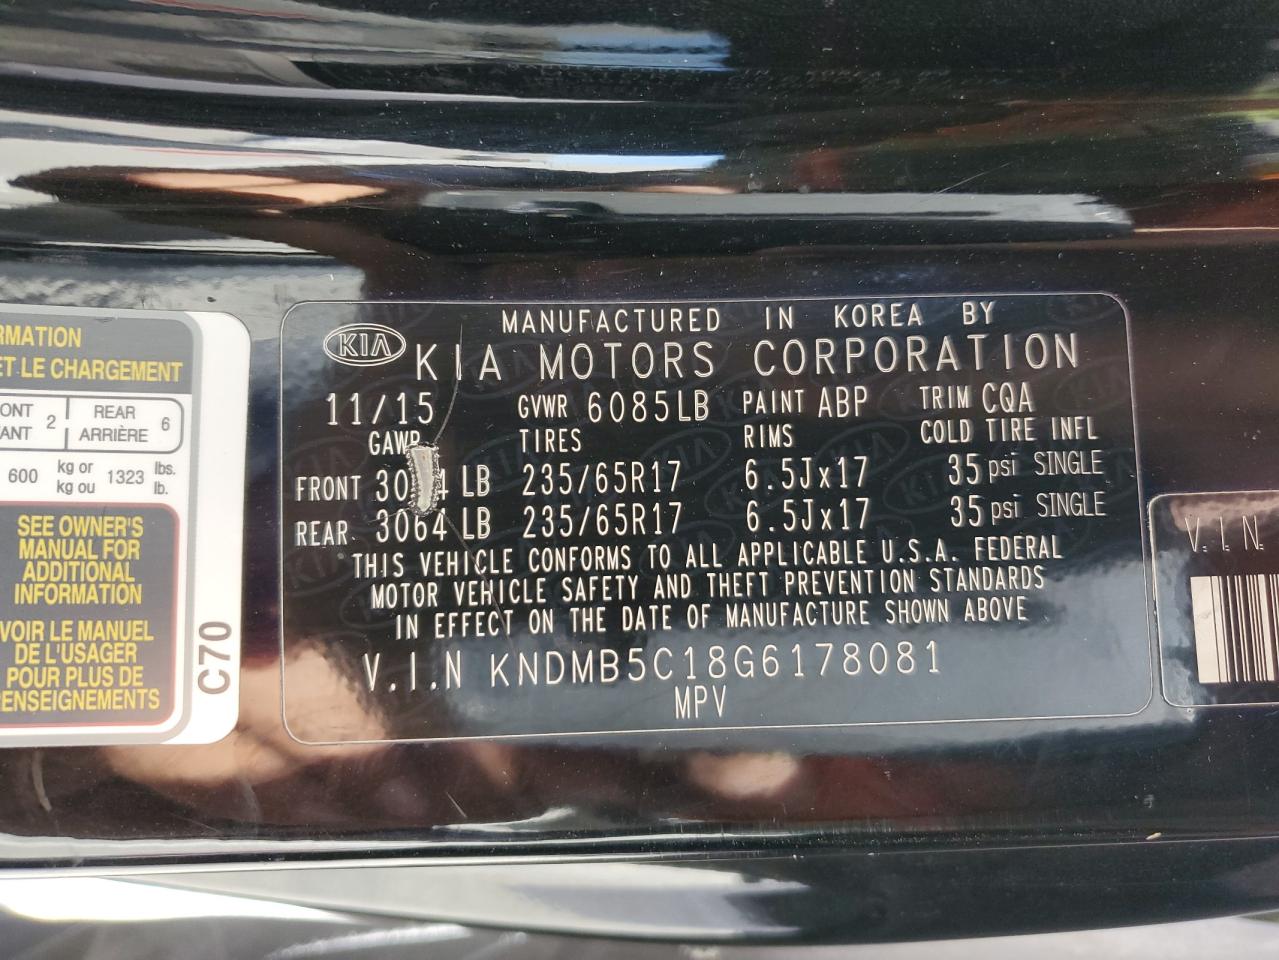 RMATION
ET LE CHARGEMENT
ONT 2 REAR 6
ANT ARRIÈRE
600 kg or 1323 lbs.
kg ou lb.
SEE OWNER'S
MANUAL FOR
ADDITIONAL
INFORMATION
VOIR LE MANUEL
DE L'USAGER
POUR PLUS DE
RENSEIGNEMENTS
C70
MANUFACTURED IN KOREA BY
KIA KIA MOTORS CORPORATION
11/15 GVWR 6085LB PAINT ABP TRIM CQA
GAWR TIRES RIMS COLD TIRE INFL
FRONT LB 235/65R17 6.5Jx17 35 psi SINGLE
REAR 3064 LB 235/65R17 6.5Jx17 35 psi SINGLE
THIS VEHICLE CONFORMS TO ALL APPLICABLE U.S.A. FEDERAL
MOTOR VEHICLE SAFETY AND THEFT PREVENTION STANDARDS
IN EFFECT ON THE DATE OF MANUFACTURE SHOWN ABOVE
V.I.N KNDMB5C18G6178081
MPV
V.I.N.